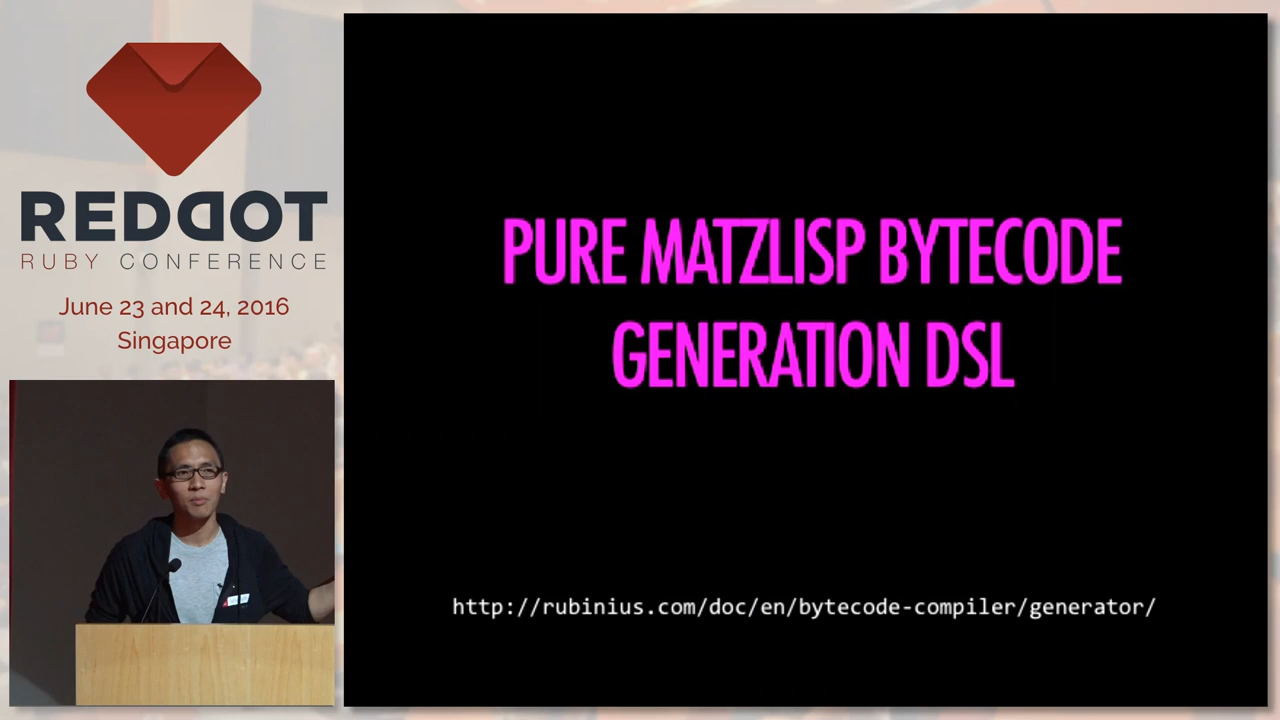 REDDOT
RUBY CONFERENCE
June 23 and 24, 2016
Singapore
PURE MATZLISP BYTECODE
GENERATION DSL
http://rubinius.com/doc/en/bytecode-compiler/generator/